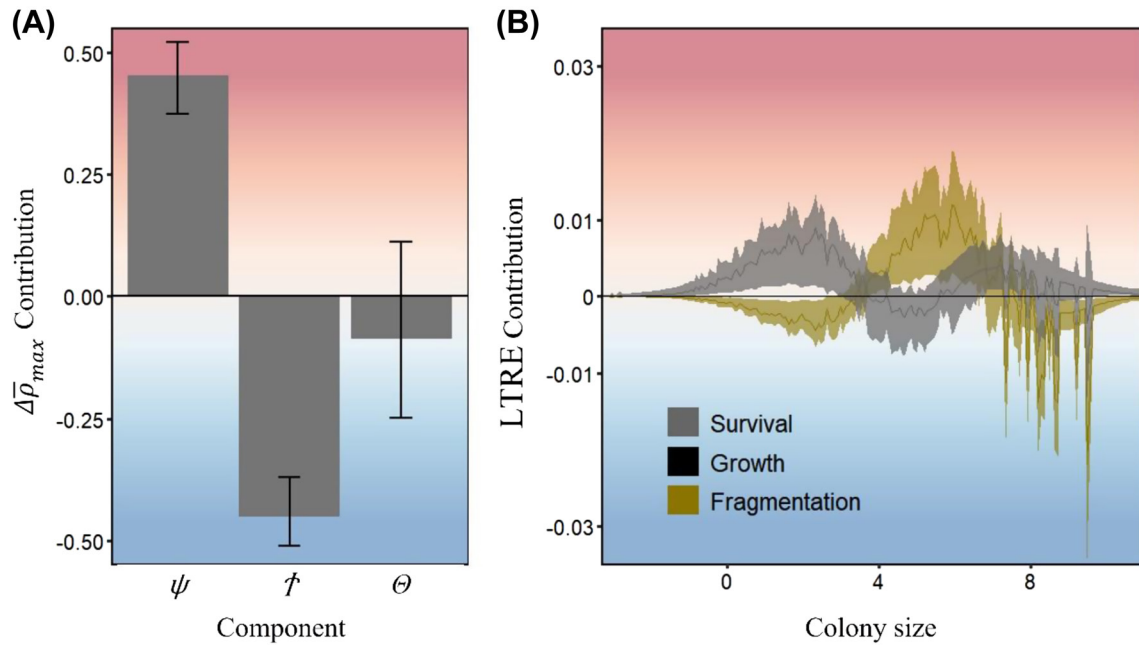 (A)
Δρ̄max Contribution
0.50
0.25
0.00
-0.25
-0.50
ψ Ϯ Θ
Component
(B)
LTRE Contribution
0.03
0.01
0
-0.01
-0.03
Survival
Growth
Fragmentation
0 4 8
Colony size